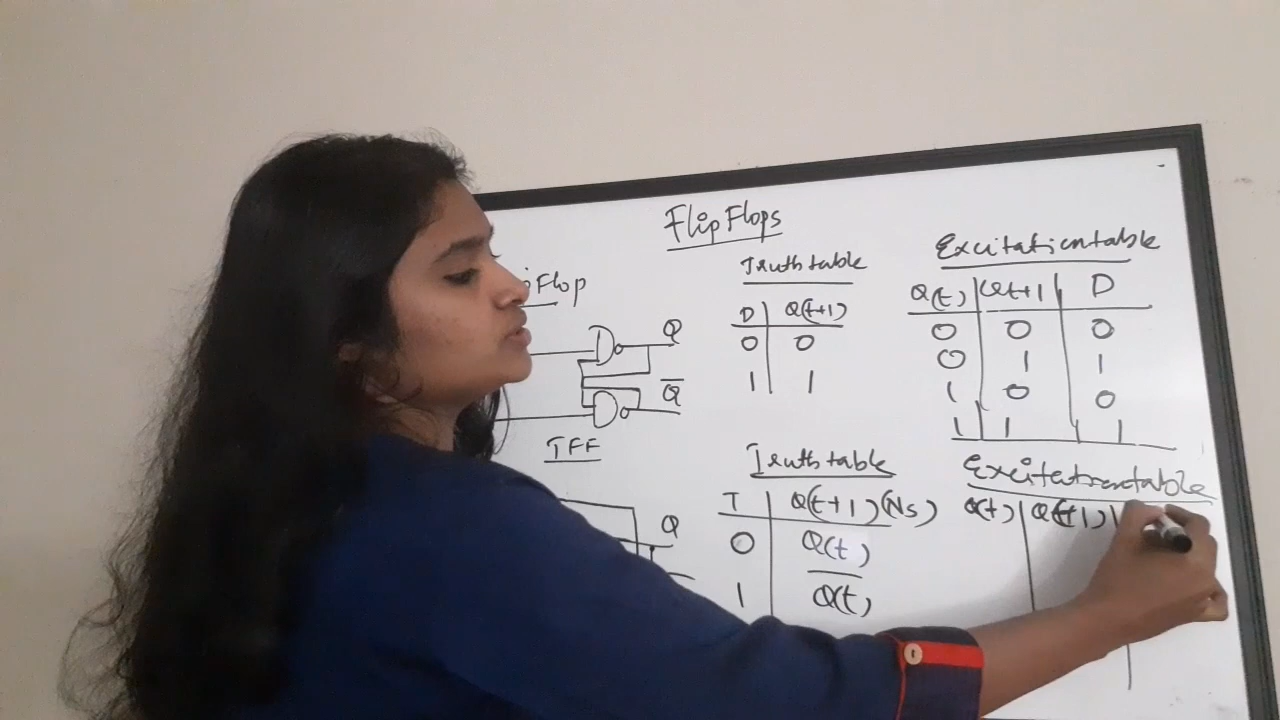 Flip Flops
Flop
Q
Q̅
Truth table
D Q(t+1)
0 0
1 1
Excitation table
Q(t) Qt+1 D
0 0 0
0 1 1
1 0 0
1 1 1
TFF
Q
Truth table
T Q(t+1)(Ns)
0 Q(t)
1 Q̅(t)
Excitation table
Q(t) Q(t+1)